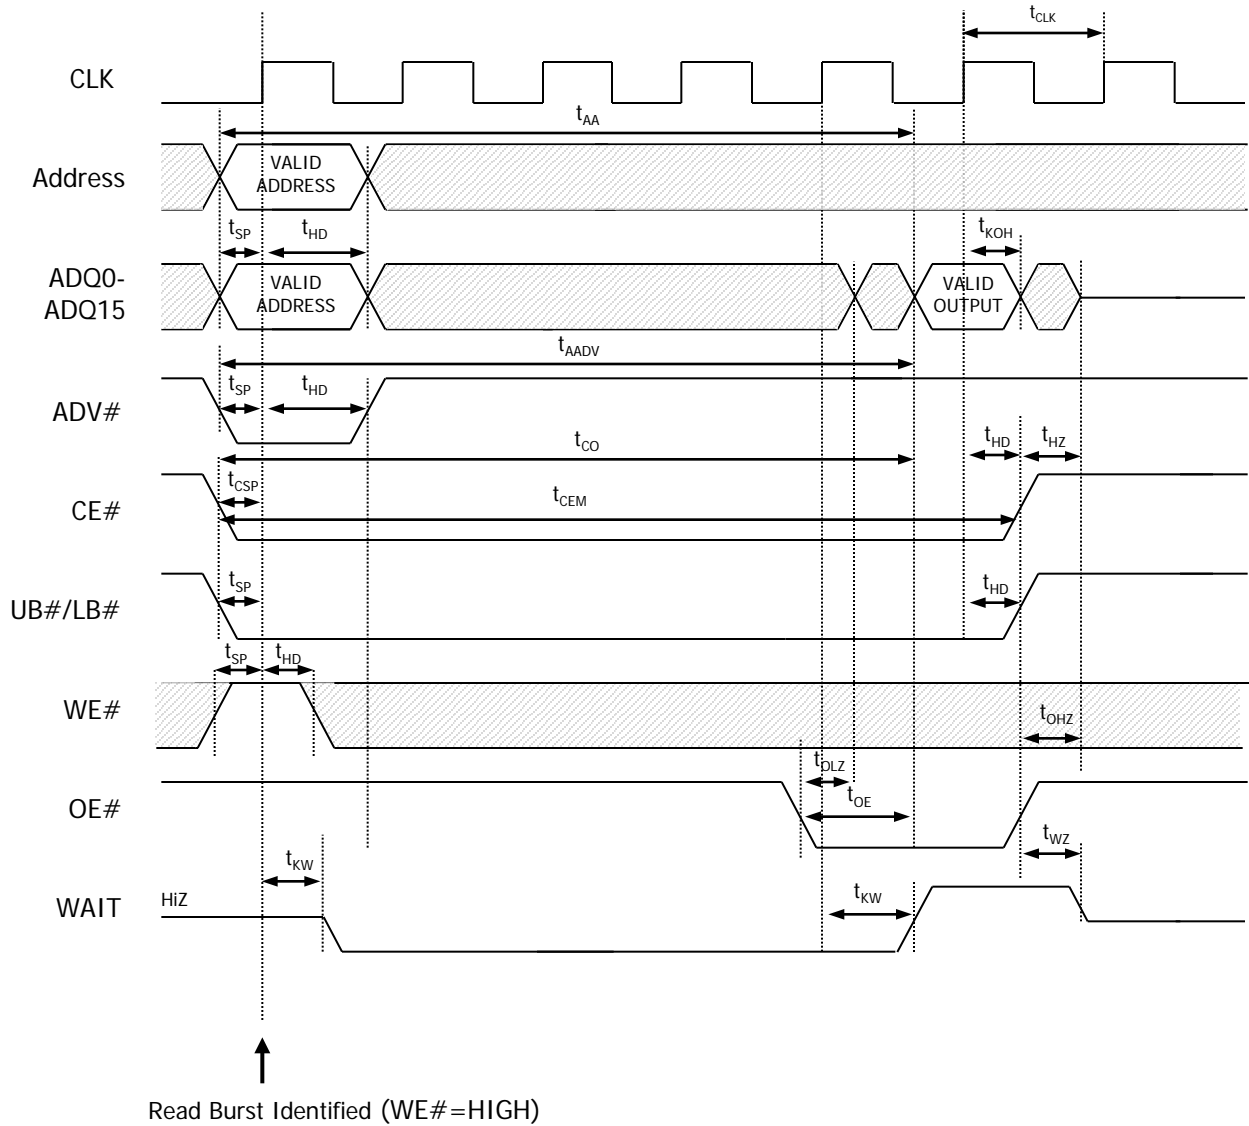 tCLK
CLK
tAA
Address
VALID
ADDRESS
tSP tHD tKOH
ADQ0-
ADQ15
VALID
ADDRESS
VALID
OUTPUT
tAADV
ADV#
tSP tHD
tCO tHD tHZ
CE#
tCSP tCEM
UB#/LB#
tSP tHD
tSP tHD
WE#
tOHZ
tOLZ
OE#
tOE
tWZ
tKW
WAIT
HiZ
tKW
Read Burst Identified (WE#=HIGH)